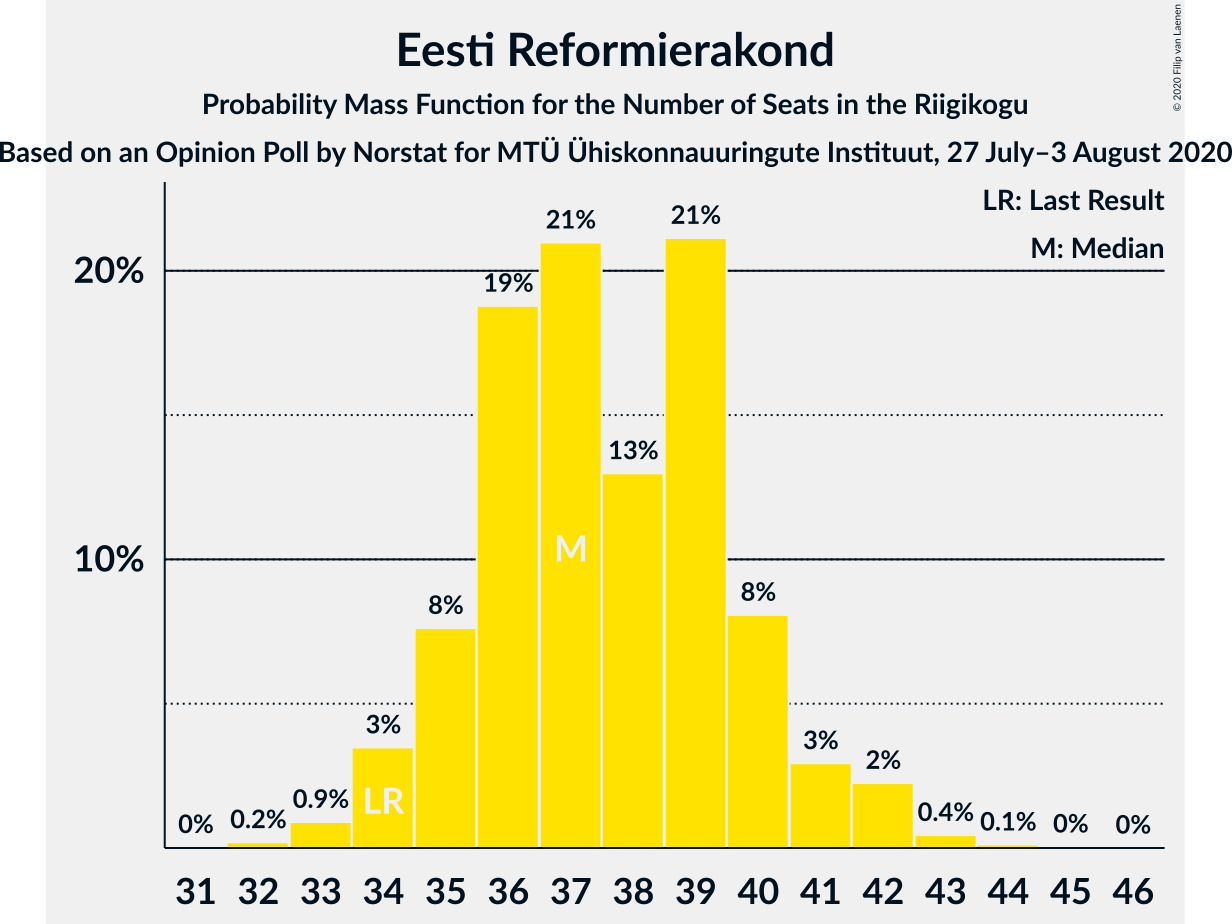 Eesti Reformierakond
Probability Mass Function for the Number of Seats in the Riigikogu
Based on an Opinion Poll by Norstat for MTÜ Ühiskonnauuringute Instituut, 27 July–3 August 2020
© 2020 Filip van Laenen
LR: Last Result
M: Median
20%
10%
0% 0.2% 0.9% 3% 8% 19% 21% 13% 21% 8% 3% 2% 0.4% 0.1% 0% 0%
LR M
31 32 33 34 35 36 37 38 39 40 41 42 43 44 45 46